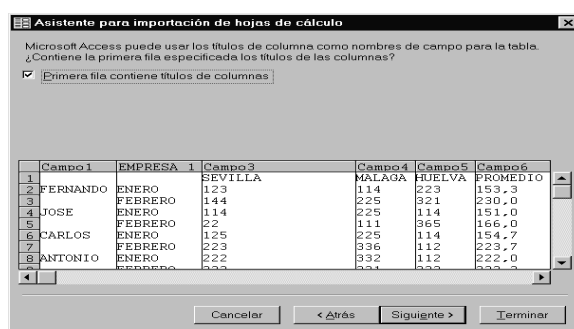 Asistente para importación de hojas de cálculo
Microsoft Access puede usar los títulos de columna como nombres de campo para la tabla.
¿Contiene la primera fila especificada los títulos de las columnas?
Primera fila contiene títulos de columnas
Campo1 EMPRESA 1 Campo3 Campo4 Campo5 Campo6
1 SEVILLA MALAGA HUELVA PROMEDIO
2 FERNANDO ENERO 123 114 223 153,3
3 FEBRERO 144 225 321 230,0
4 JOSE ENERO 114 225 114 151,0
5 FEBRERO 22 111 365 166,0
6 CARLOS ENERO 125 225 114 154,7
7 FEBRERO 223 336 112 223,7
8 ANTONIO ENERO 222 332 112 222,0
Cancelar < Atrás Siguiente > Terminar